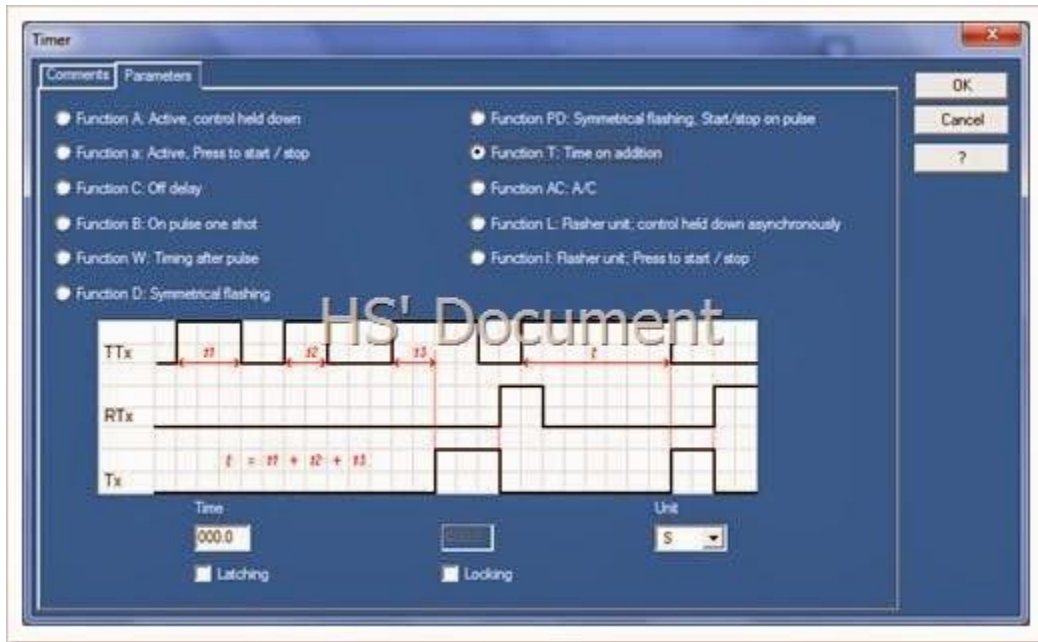 Timer
Comments
Parameters
OK
Cancel
?
Function A: Active, control held down
Function a: Active, Press to start / stop
Function C: Off delay
Function B: On pulse one shot
Function W: Timing after pulse
Function D: Symmetrical flashing
Function PD: Symmetrical flashing, Start/stop on pulse
Function T: Time on addition
Function AC: A/C
Function L: Flasher unit; control held down asynchronously
Function l: Flasher unit; Press to start / stop
HS' Document
TTx
t1
t2
t3
t
RTx
t = t1 + t2 + t3
Tx
Time
000.0
Unit
S
Latching
Locking